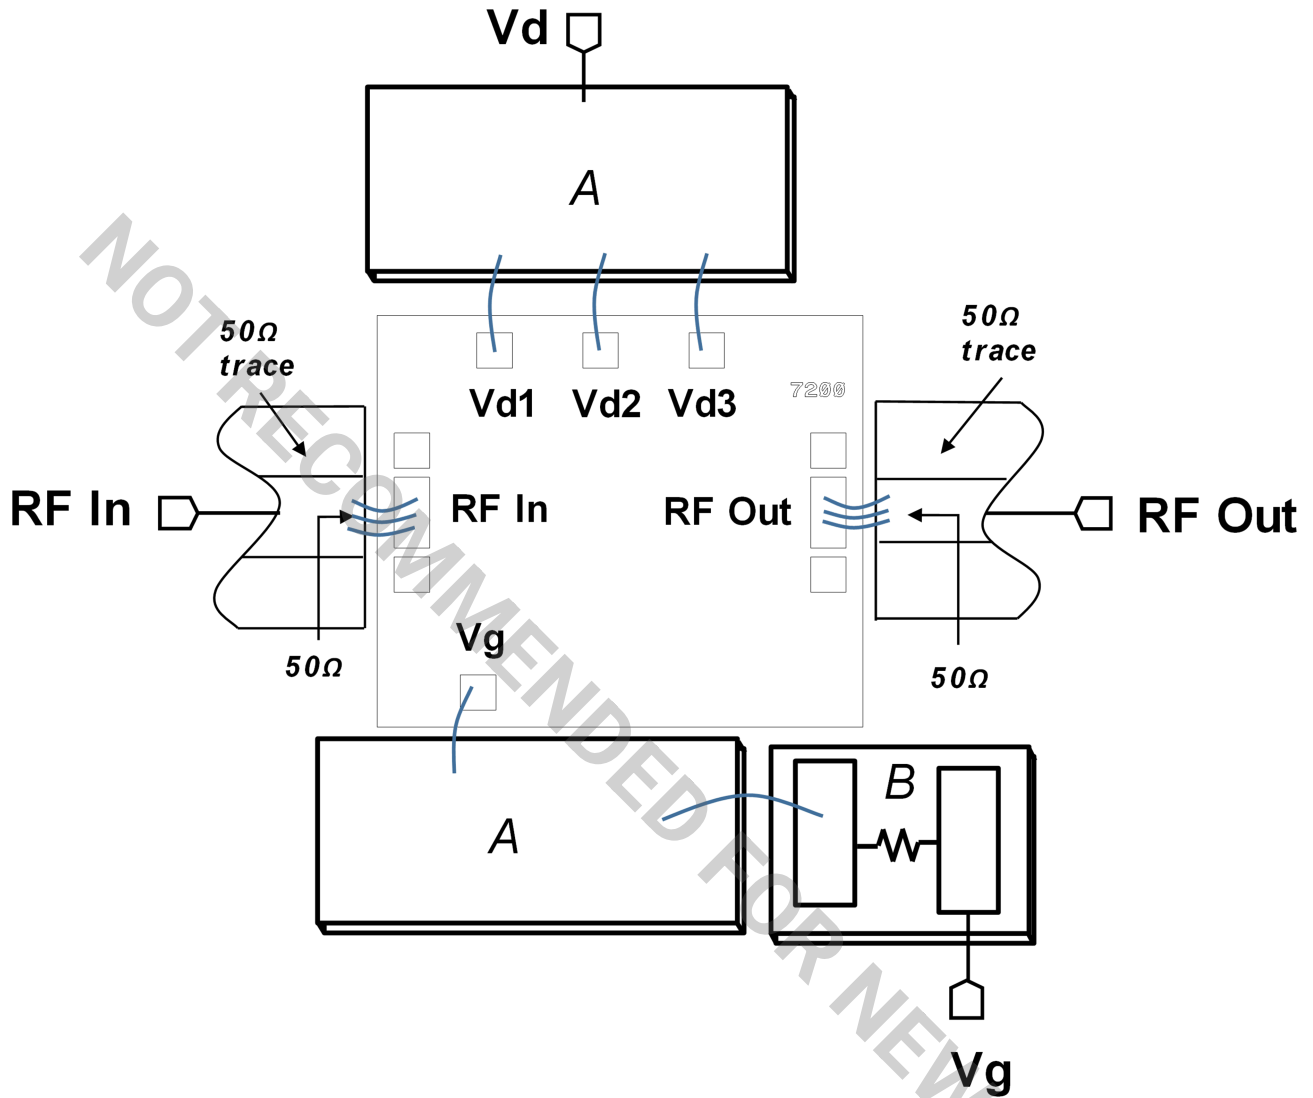 Vd
A
50Ω
trace
50Ω
trace
7200
Vd1 Vd2 Vd3
RF In
RF In
RF Out
RF Out
50Ω
50Ω
Vg
A
B
Vg
NOT RECOMMENDED FOR NEW